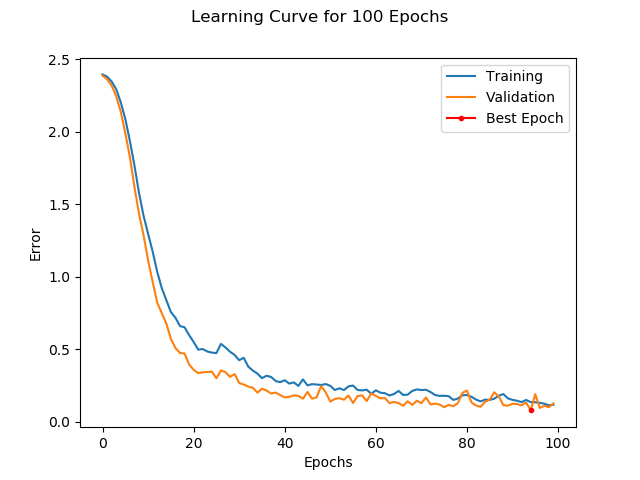 Learning Curve for 100 Epochs
2.5
2.0
1.5
1.0
0.5
0.0
Error
Training
Validation
Best Epoch
0 20 40 60 80 100
Epochs